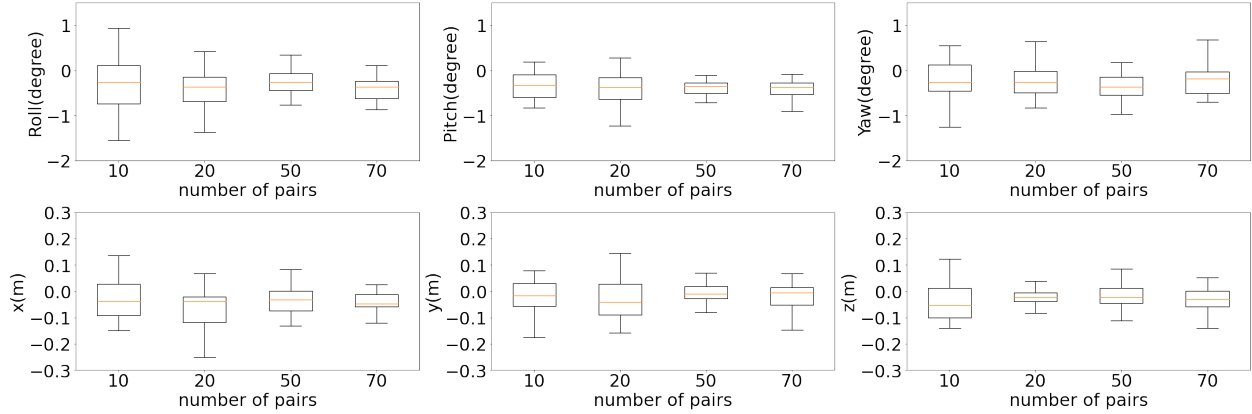 Roll(degree)
1
0
−1
−2
10 20 50 70
number of pairs
Pitch(degree)
1
0
−1
−2
10 20 50 70
number of pairs
Yaw(degree)
1
0
−1
−2
10 20 50 70
number of pairs
x(m)
0.3
0.2
0.1
0.0
−0.1
−0.2
−0.3
10 20 50 70
number of pairs
y(m)
0.3
0.2
0.1
0.0
−0.1
−0.2
−0.3
10 20 50 70
number of pairs
z(m)
0.3
0.2
0.1
0.0
−0.1
−0.2
−0.3
10 20 50 70
number of pairs